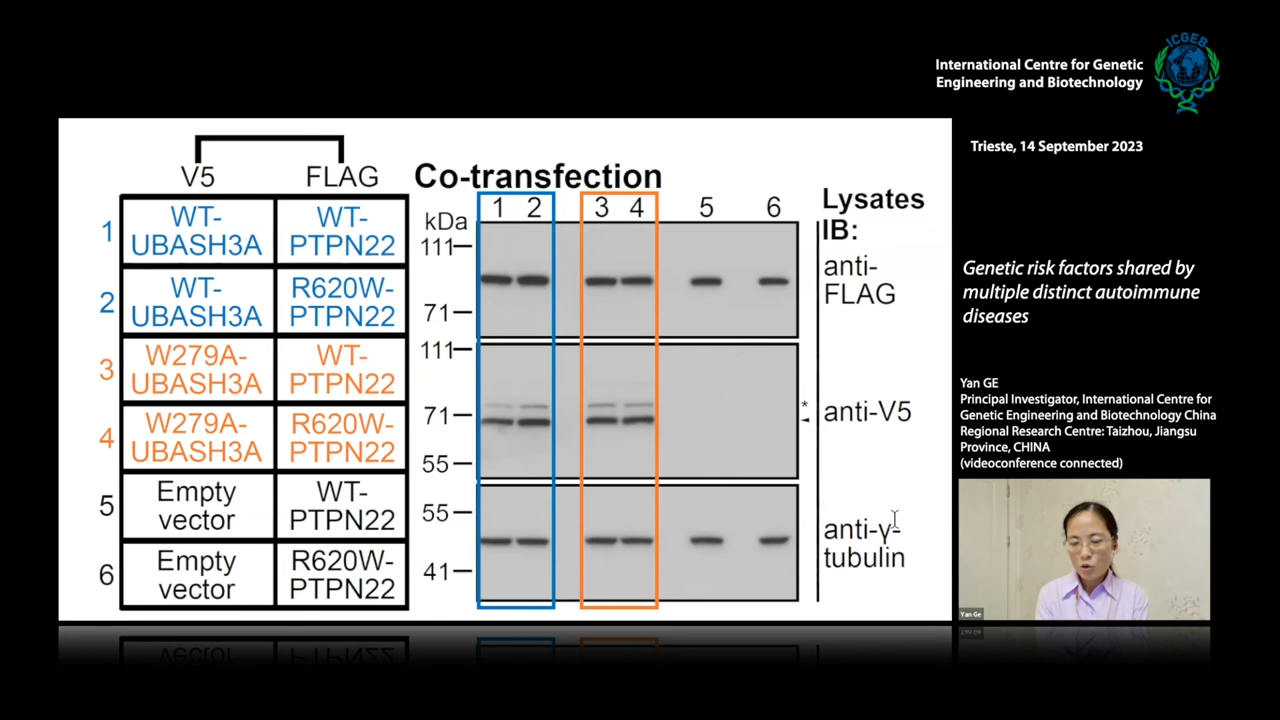 ICGEB
International Centre for Genetic
Engineering and Biotechnology
Trieste, 14 September 2023
V5
FLAG
Co-transfection
1
WT-
UBASH3A
WT-
PTPN22
2
WT-
UBASH3A
R620W-
PTPN22
3
W279A-
UBASH3A
WT-
PTPN22
4
W279A-
UBASH3A
R620W-
PTPN22
5
Empty
vector
WT-
PTPN22
6
Empty
vector
R620W-
PTPN22
kDa
1 2 3 4 5 6
111
71
111
71
55
55
41
Lysates
IB:
anti-
FLAG
*
anti-V5
anti-γ-
tubulin
Genetic risk factors shared by
multiple distinct autoimmune
diseases
Yan GE
Principal Investigator, International Centre for
Genetic Engineering and Biotechnology China
Regional Research Centre: Taizhou, Jiangsu
Province, CHINA
(videoconference connected)
Yan Ge